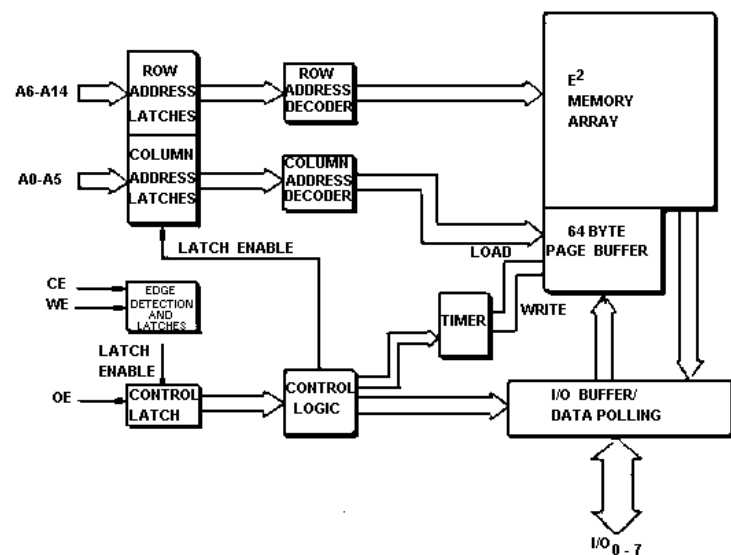 A6-A14
ROW
ADDRESS
LATCHES
ROW
ADDRESS
DECODER
E²
MEMORY
ARRAY
A0-A5
COLUMN
ADDRESS
LATCHES
COLUMN
ADDRESS
DECODER
64 BYTE
PAGE BUFFER
LATCH ENABLE
LOAD
CE
WE
EDGE
DETECTION
AND
LATCHES
TIMER
WRITE
LATCH
ENABLE
OE
CONTROL
LATCH
CONTROL
LOGIC
I/O BUFFER/
DATA POLLING
I/O0 - 7